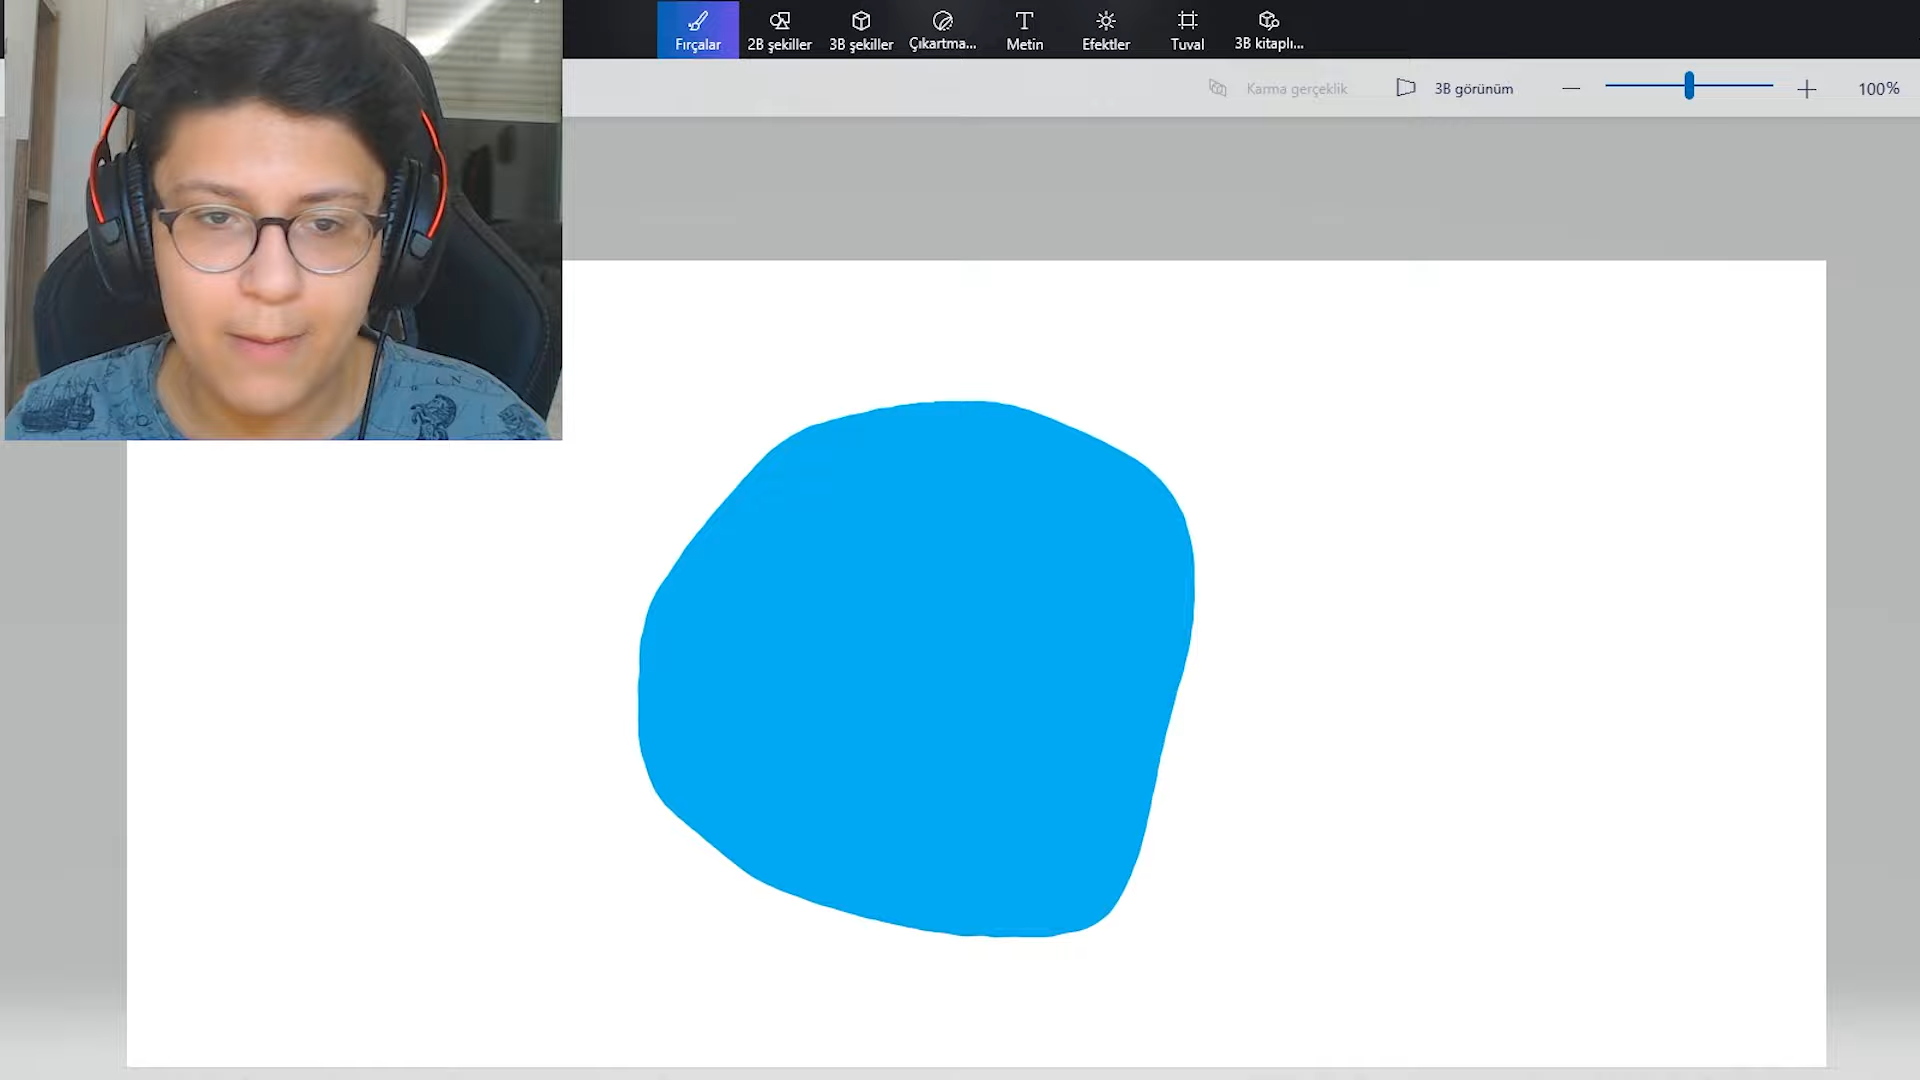 Fırçalar
2B şekiller
3B şekiller
Çıkartma...
Metin
Efektler
Tuval
3B kitaplı...
Karma gerçeklik
3B görünüm
100%